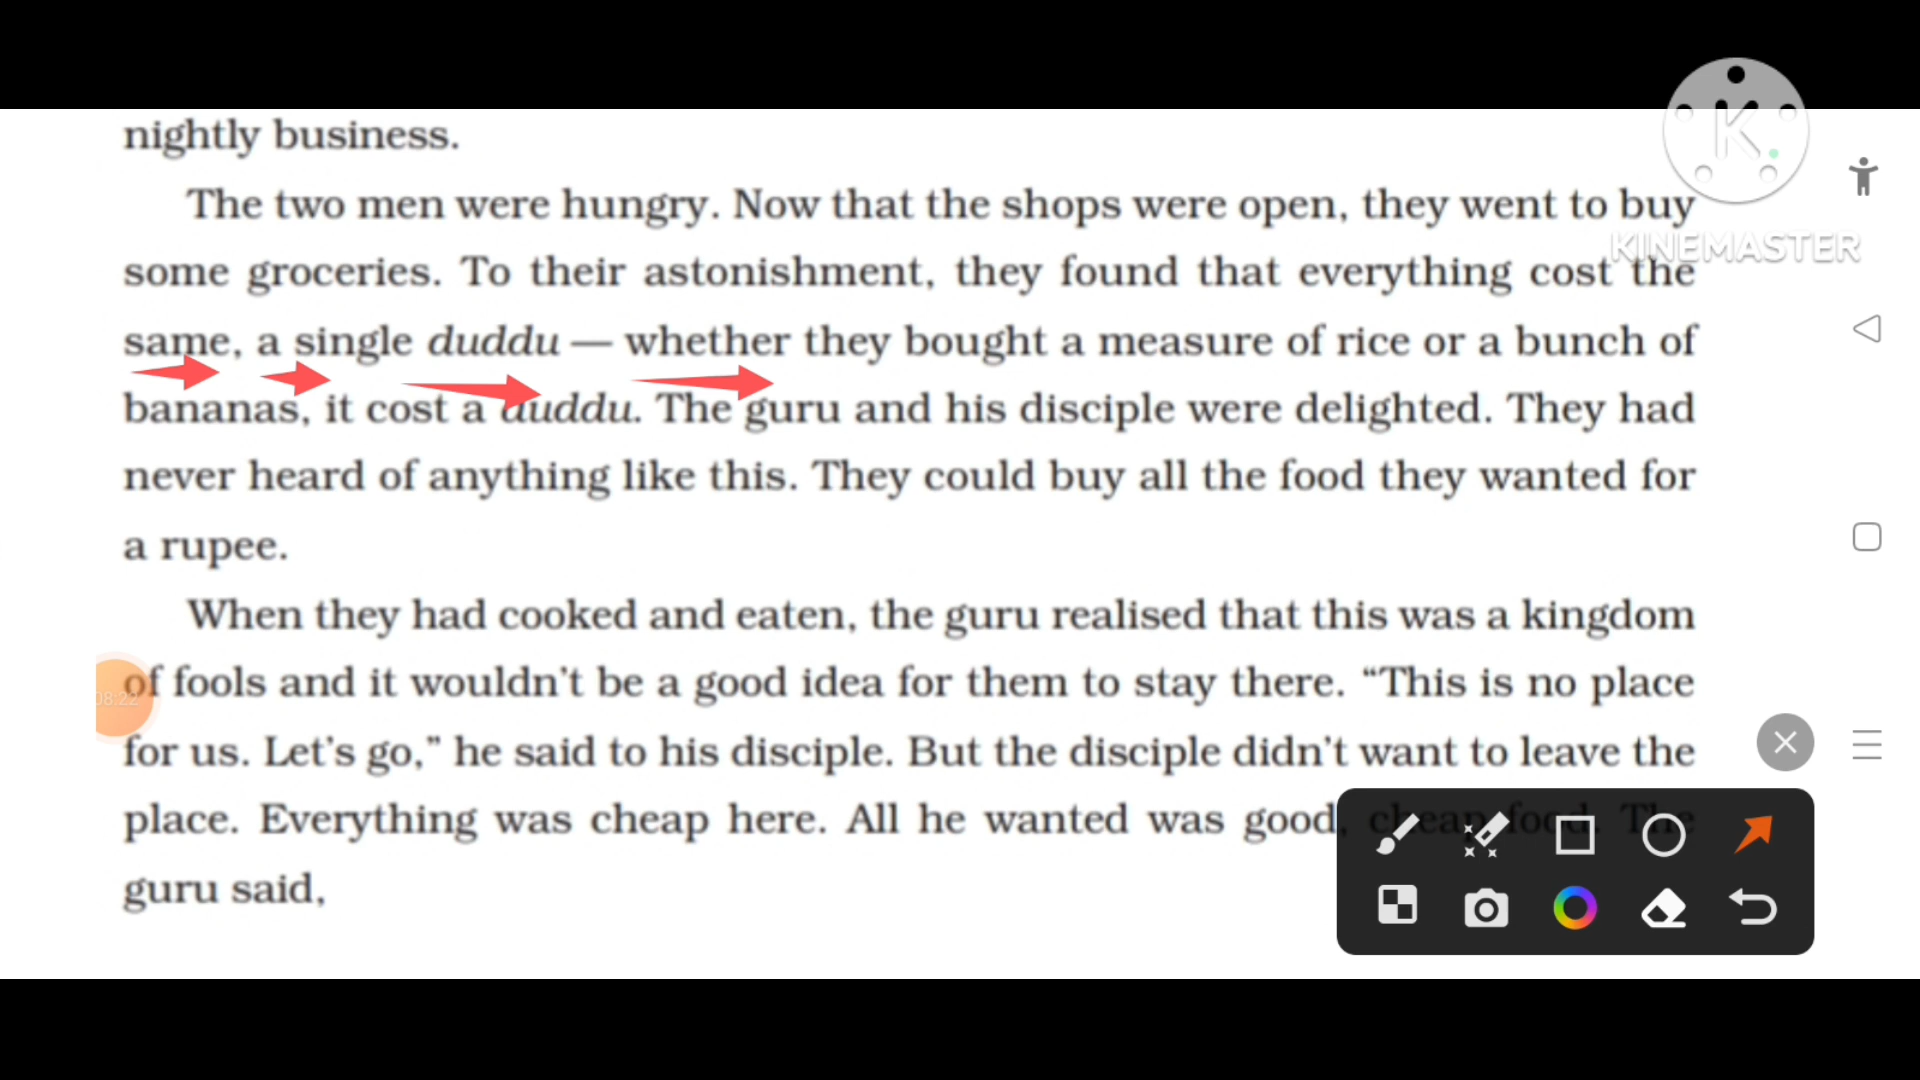 nightly business.
The two men were hungry. Now that the shops were open, they went to buy
some groceries. To their astonishment, they found that everything cost the
same, a single duddu — whether they bought a measure of rice or a bunch of
bananas, it cost a duddu. The guru and his disciple were delighted. They had
never heard of anything like this. They could buy all the food they wanted for
a rupee.
When they had cooked and eaten, the guru realised that this was a kingdom
of fools and it wouldn't be a good idea for them to stay there. “This is no place
for us. Let's go,” he said to his disciple. But the disciple didn't want to leave the
place. Everything was cheap here. All he wanted was good, cheap food. The
guru said,
K
KINEMASTER
08:22